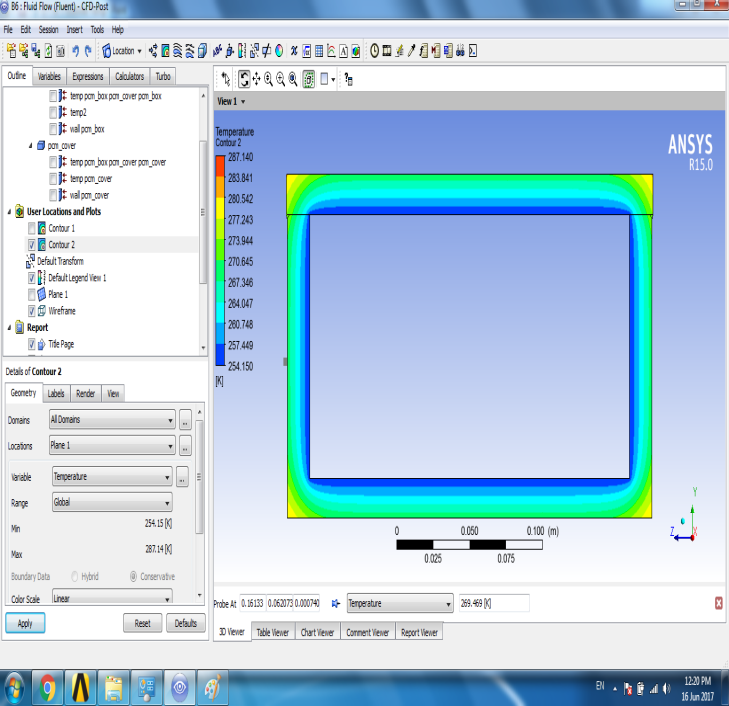 B6 : Fluid Flow (Fluent) - CFD-Post
File Edit Session Insert Tools Help
Location
Outline Variables Expressions Calculators Turbo
temp pcm_box pcm_cover pcm_box
temp2
wall pcm_box
pcm_cover
temp pcm_box pcm_cover pcm_cover
temp pcm_cover
wall pcm_cover
User Locations and Plots
Contour 1
Contour 2
Default Transform
Default Legend View 1
Plane 1
Wireframe
Report
Title Page
Details of Contour 2
Geometry Labels Render View
Domains All Domains ...
Locations Plane 1 ...
Variable Temperature ...
Range Global
Min 254.15 [K]
Max 287.14 [K]
Boundary Data Hybrid Conservative
Color Scale Linear
Apply Reset Defaults
View 1
Temperature
Contour 2
287.140
283.841
280.542
277.243
273.944
270.645
267.346
264.047
260.748
257.449
254.150
[K]
ANSYS
R15.0
0 0.050 0.100 (m)
0.025 0.075
Y
Z X
Probe At 0.16133 0.062073 0.000740 Temperature 269.469 [K]
3D Viewer Table Viewer Chart Viewer Comment Viewer Report Viewer
EN
12:20 PM
16 Jun 2017